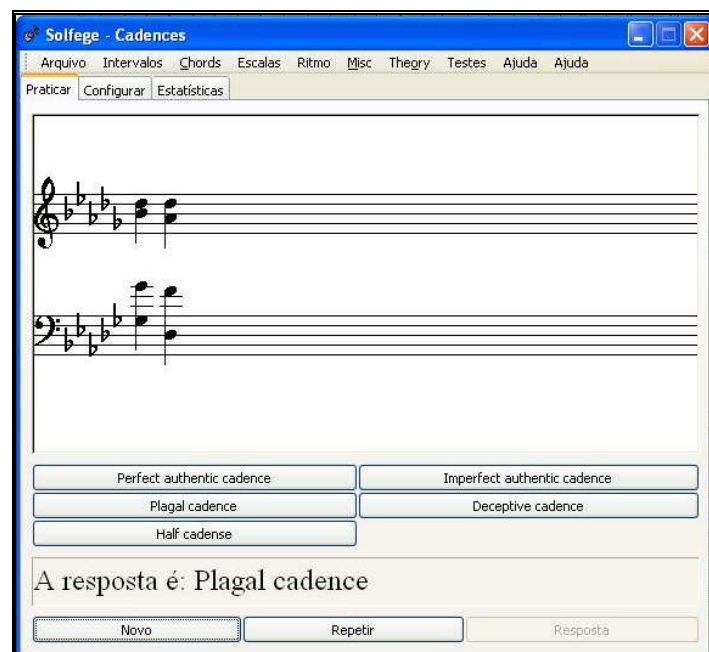 Solfege - Cadences
Arquivo Intervalos Chords Escalas Ritmo Misc Theory Testes Ajuda Ajuda
Praticar Configurar Estatísticas
Perfect authentic cadence Imperfect authentic cadence
Plagal cadence Deceptive cadence
Half cadense
A resposta é: Plagal cadence
Novo Repetir Resposta